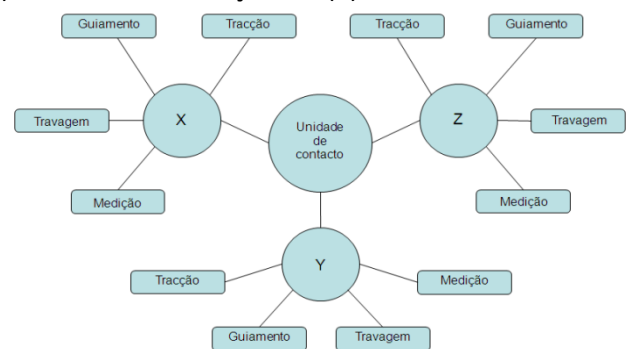 Guiamento
Tracção
Tracção
Guiamento
Travagem
X
Unidade
de
contacto
Z
Travagem
Medição
Medição
Y
Tracção
Medição
Guiamento
Travagem